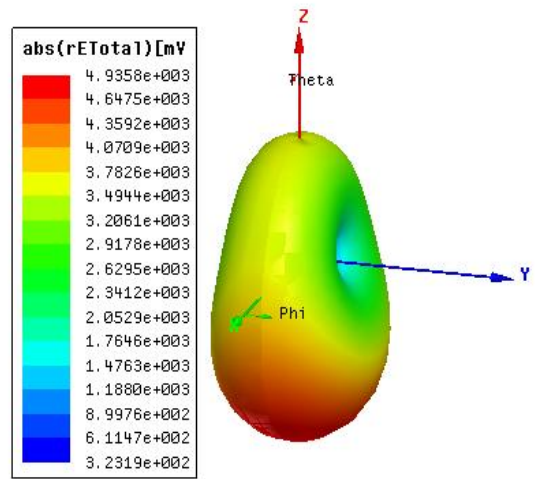 abs(rETotal)[mV
4.9358e+003
4.6475e+003
4.3592e+003
4.0709e+003
3.7826e+003
3.4944e+003
3.2061e+003
2.9178e+003
2.6295e+003
2.3412e+003
2.0529e+003
1.7646e+003
1.4763e+003
1.1880e+003
8.9976e+002
6.1147e+002
3.2319e+002
Z
Theta
Y
Phi